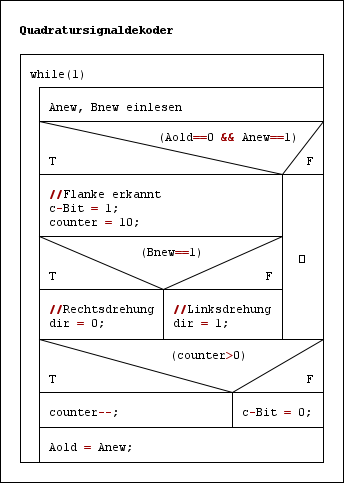 Quadratursignaldekoder
while(1)
Anew, Bnew einlesen
(Aold==0 && Anew==1)
T F
//Flanke erkannt
c-Bit = 1;
counter = 10;
(Bnew==1)
T F
//Rechtsdrehung //Linksdrehung
dir = 0; dir = 1;
(counter>0)
T F
counter--; c-Bit = 0;
Aold = Anew;